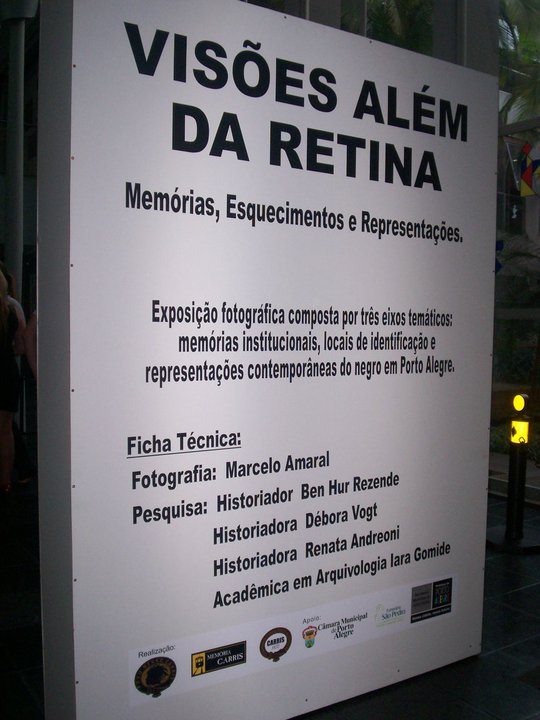 VISÕES ALÉM
DA RETINA
Memórias, Esquecimentos e Representações.
Exposição fotográfica composta por três eixos temáticos:
memórias institucionais, locais de identificação e
representações contemporâneas do negro em Porto Alegre.
Ficha Técnica:
Fotografia: Marcelo Amaral
Pesquisa: Historiador Ben Hur Rezende
Historiadora Débora Vogt
Historiadora Renata Andreoni
Acadêmica em Arquivologia Iara Gomide
Realização:
MEMÓRIA
CARRIS
CARRIS
Apoio:
Câmara Municipal
de Porto
Alegre
São Pedro